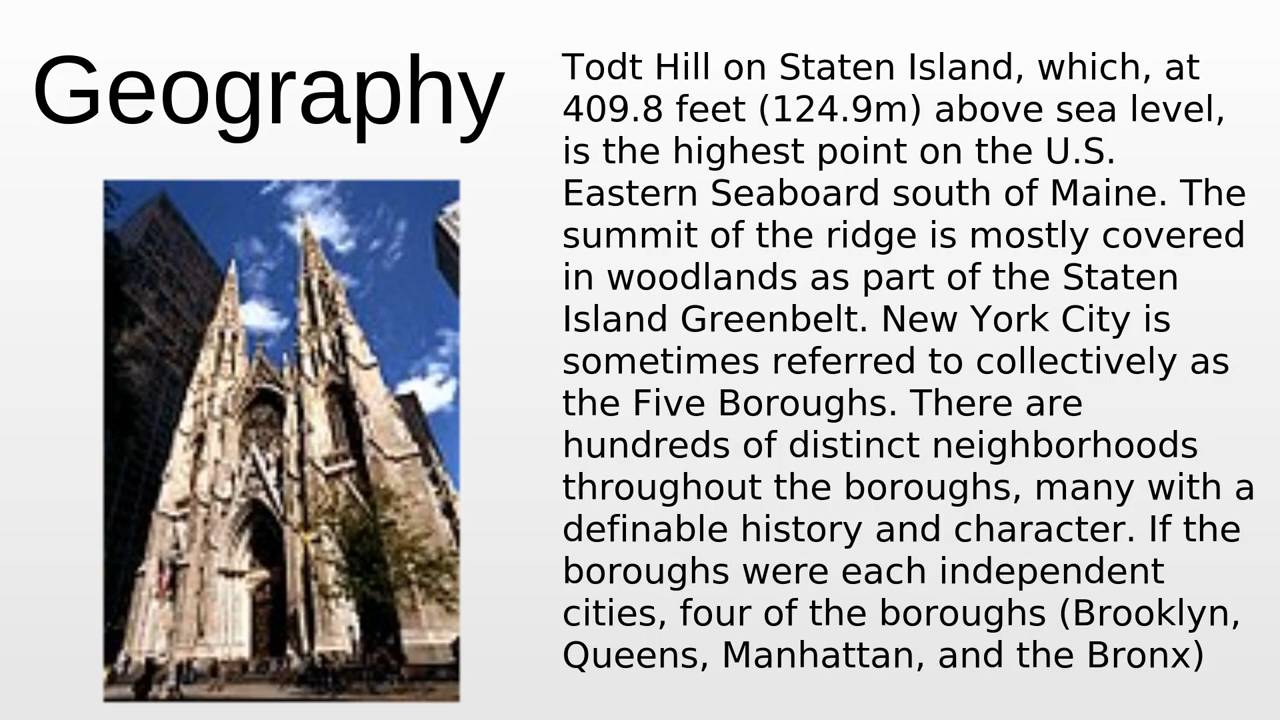 Geography
Todt Hill on Staten Island, which, at
409.8 feet (124.9m) above sea level,
is the highest point on the U.S.
Eastern Seaboard south of Maine. The
summit of the ridge is mostly covered
in woodlands as part of the Staten
Island Greenbelt. New York City is
sometimes referred to collectively as
the Five Boroughs. There are
hundreds of distinct neighborhoods
throughout the boroughs, many with a
definable history and character. If the
boroughs were each independent
cities, four of the boroughs (Brooklyn,
Queens, Manhattan, and the Bronx)